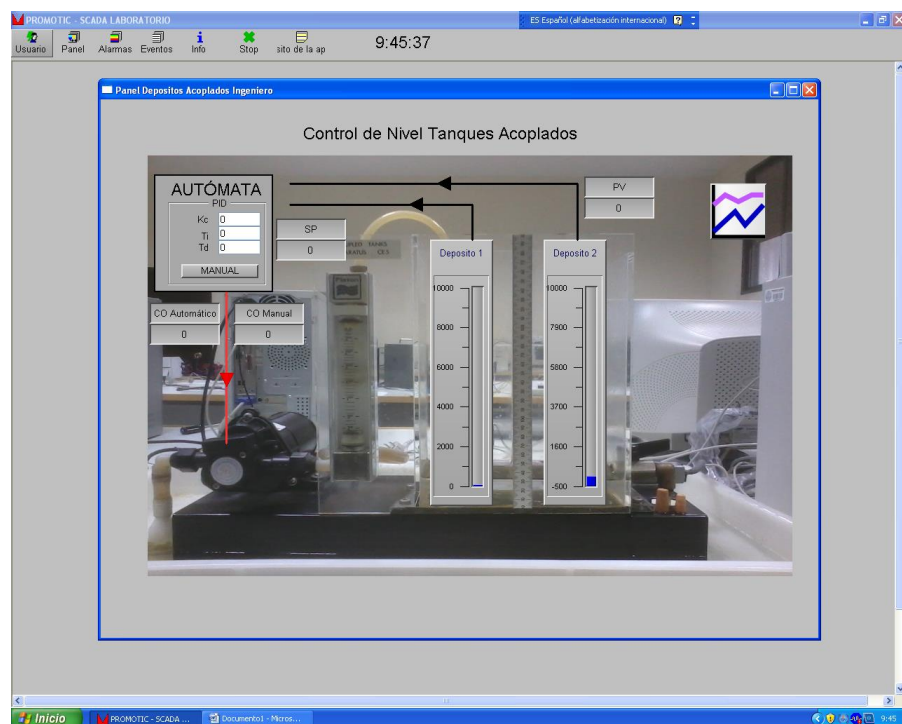 PROMOTIC - SCADA LABORATORIO
ES Español (alfabetización internacional)
Usuario Panel Alarmas Eventos Info Stop sito de la ap
9:45:37
Panel Depositos Acoplados Ingeniero
Control de Nivel Tanques Acoplados
AUTÓMATA
PID
Kc 0
Ti 0
Td 0
MANUAL
SP
0
PV
0
CO Automático
0
CO Manual
0
Deposito 1
10000
8000
6000
4000
2000
0
Deposito 2
10000
7900
5800
3700
1600
-500
Inicio
PROMOTIC - SCADA ...
Documento1 - Micros...
9:45